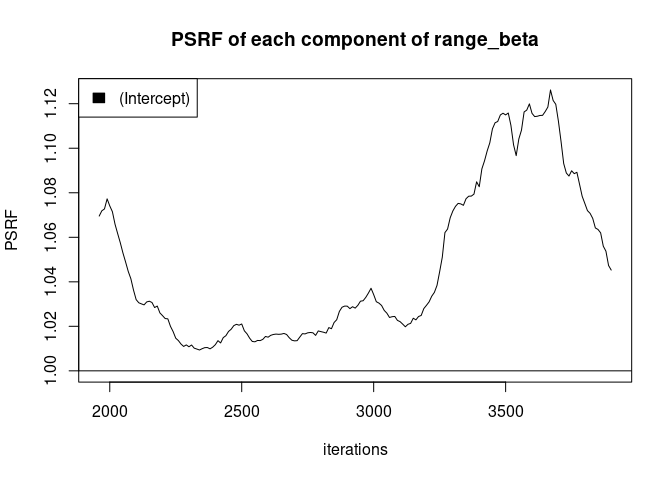 PSRF of each component of range_beta
(Intercept)
PSRF
1.12
1.10
1.08
1.06
1.04
1.02
1.00
2000 2500 3000 3500
iterations